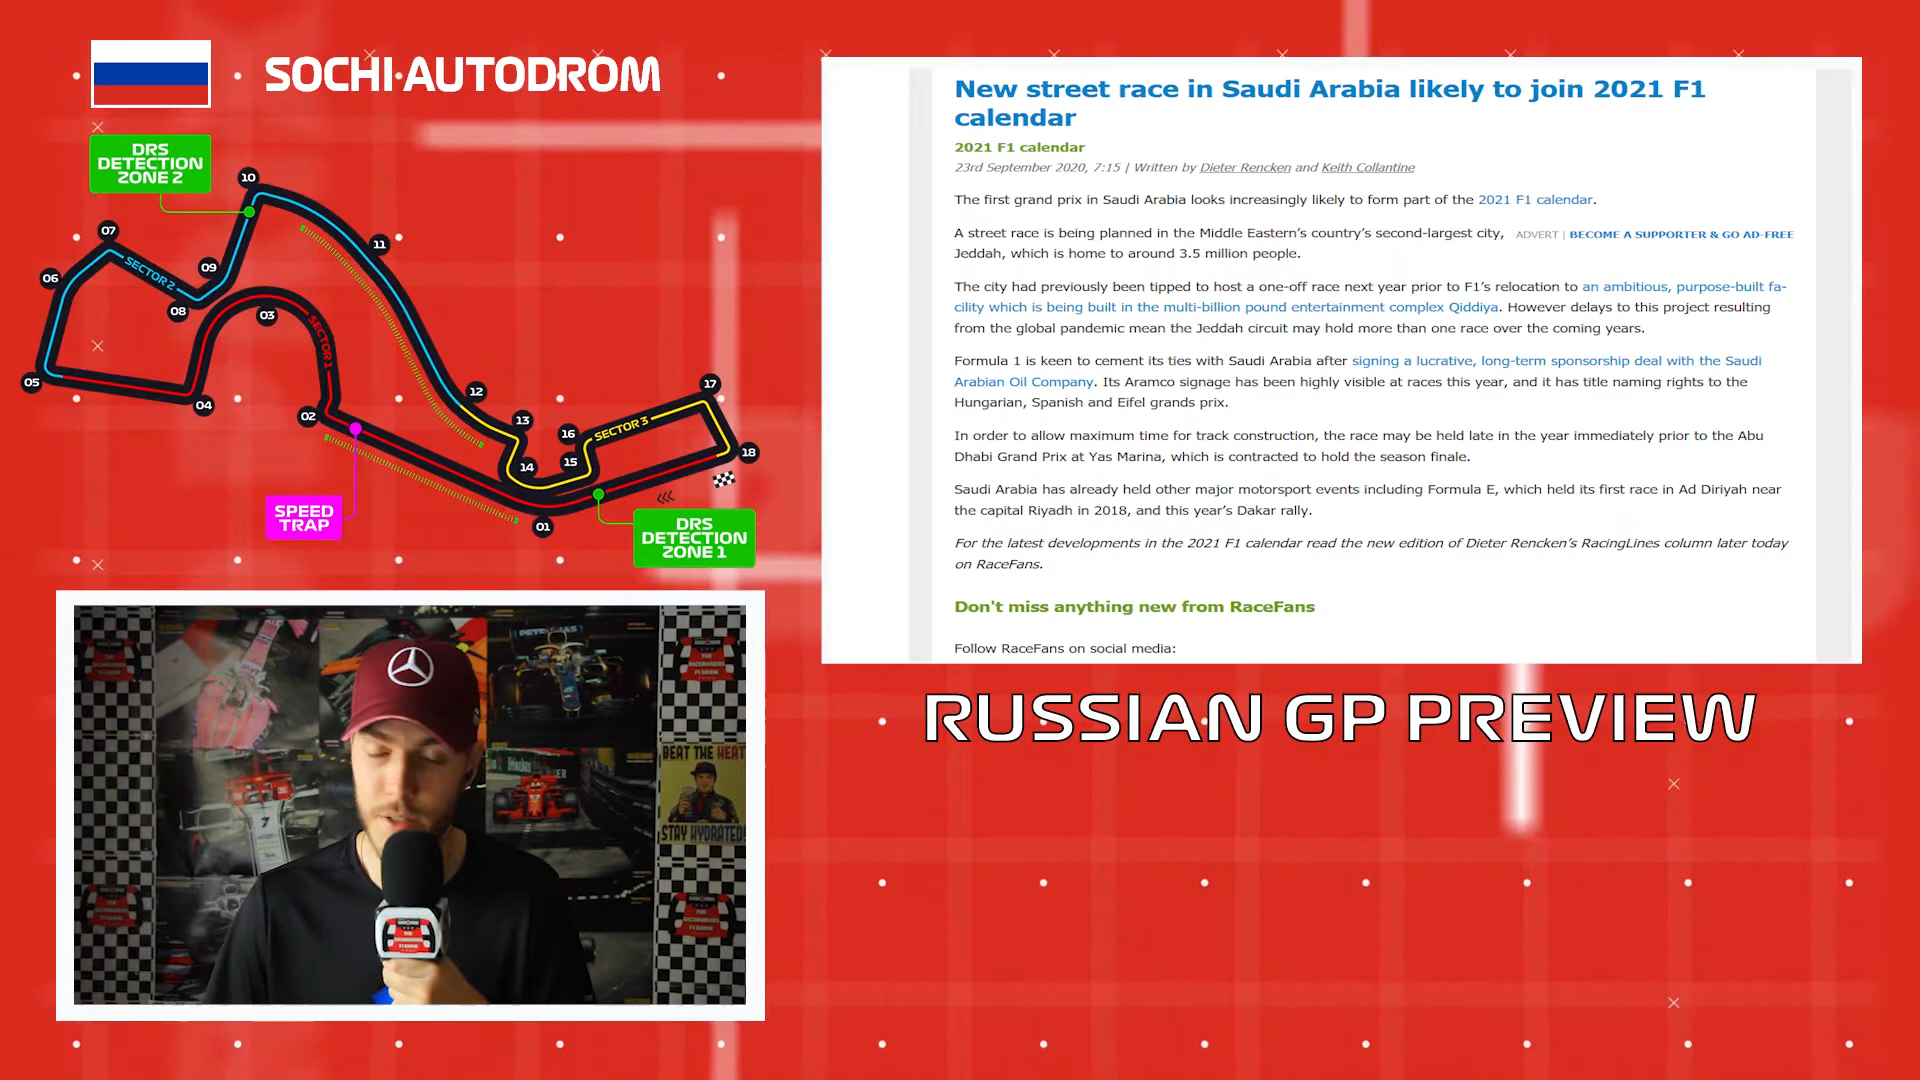 SOCHI AUTODROM
DRS
DETECTION
ZONE 2
10
07
11
09
06
SECTOR 2
08
03
SECTOR 1
05
04
02
12
13
17
16
SECTOR 3
15
14
18
01
SPEED
TRAP
DRS
DETECTION
ZONE 1
New street race in Saudi Arabia likely to join 2021 F1
calendar
2021 F1 calendar
23rd September 2020, 7:15 | Written by Dieter Rencken and Keith Collantine
The first grand prix in Saudi Arabia looks increasingly likely to form part of the 2021 F1 calendar.
A street race is being planned in the Middle Eastern's country's second-largest city,
ADVERT | BECOME A SUPPORTER & GO AD-FREE
Jeddah, which is home to around 3.5 million people.
The city had previously been tipped to host a one-off race next year prior to F1's relocation to an ambitious, purpose-built fa-
cility which is being built in the multi-billion pound entertainment complex Qiddiya. However delays to this project resulting
from the global pandemic mean the Jeddah circuit may hold more than one race over the coming years.
Formula 1 is keen to cement its ties with Saudi Arabia after signing a lucrative, long-term sponsorship deal with the Saudi
Arabian Oil Company. Its Aramco signage has been highly visible at races this year, and it has title naming rights to the
Hungarian, Spanish and Eifel grands prix.
In order to allow maximum time for track construction, the race may be held late in the year immediately prior to the Abu
Dhabi Grand Prix at Yas Marina, which is contracted to hold the season finale.
Saudi Arabia has already held other major motorsport events including Formula E, which held its first race in Ad Diriyah near
the capital Riyadh in 2018, and this year's Dakar rally.
For the latest developments in the 2021 F1 calendar read the new edition of Dieter Rencken's RacingLines column later today
on RaceFans.
Don't miss anything new from RaceFans
Follow RaceFans on social media:
RUSSIAN GP PREVIEW
PETRONAS
BEAT THE HEAT
STAY HYDRATED!
7
THE
BACKMARKERS
F1 SHOW